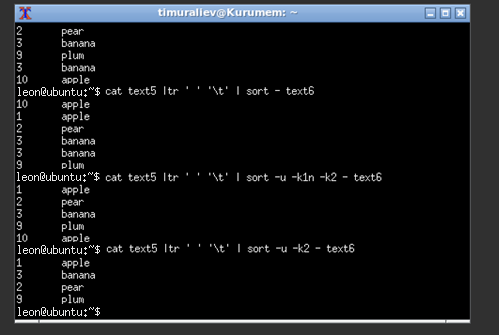 timuraliev@Kurumem: ~
2 pear
3 banana
9 plum
3 banana
10 apple
leon@ubuntu:~$ cat text5 |tr ' ' '\t' | sort - text6
10 apple
1 apple
2 pear
3 banana
3 banana
9 plum
leon@ubuntu:~$ cat text5 |tr ' ' '\t' | sort -u -k1n -k2 - text6
1 apple
2 pear
3 banana
9 plum
10 apple
leon@ubuntu:~$ cat text5 |tr ' ' '\t' | sort -u -k2 - text6
1 apple
3 banana
2 pear
9 plum
leon@ubuntu:~$